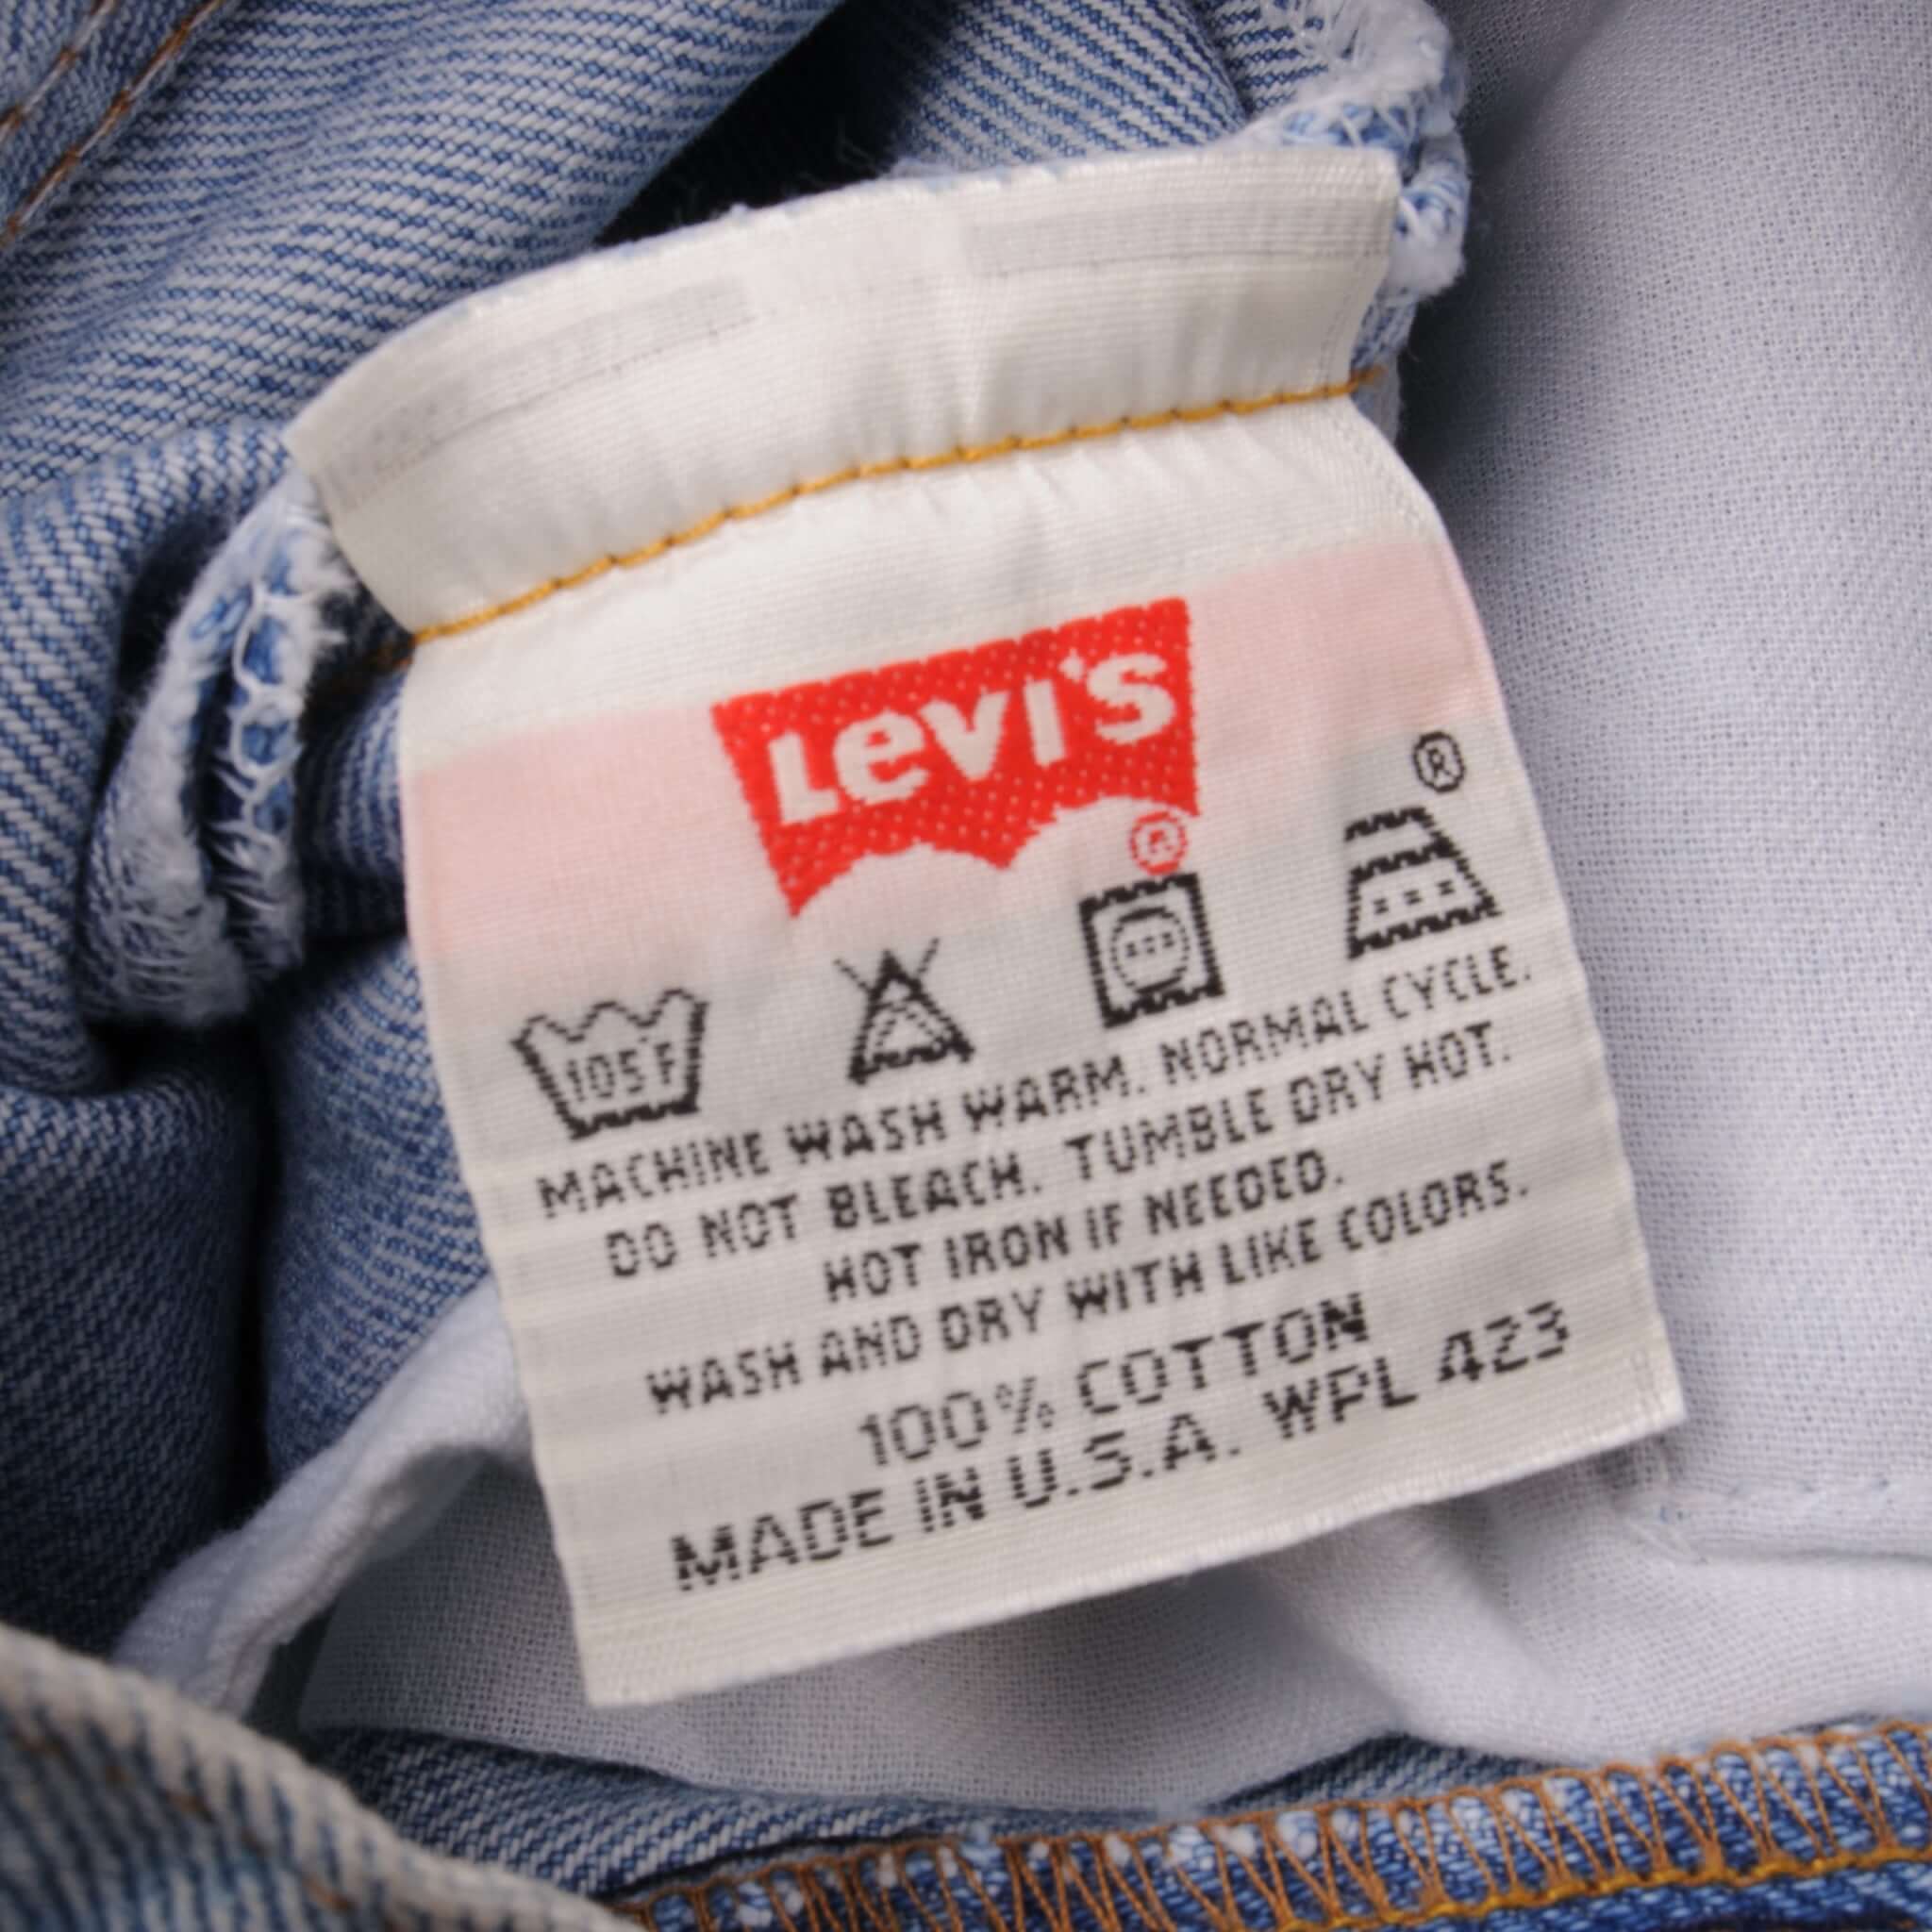 Levi's
®
®
105 F
MACHINE WASH WARM. NORMAL CYCLE.
DO NOT BLEACH. TUMBLE DRY HOT.
HOT IRON IF NEEDED.
WASH AND DRY WITH LIKE COLORS.
100% COTTON
MADE IN U.S.A. WPL 423